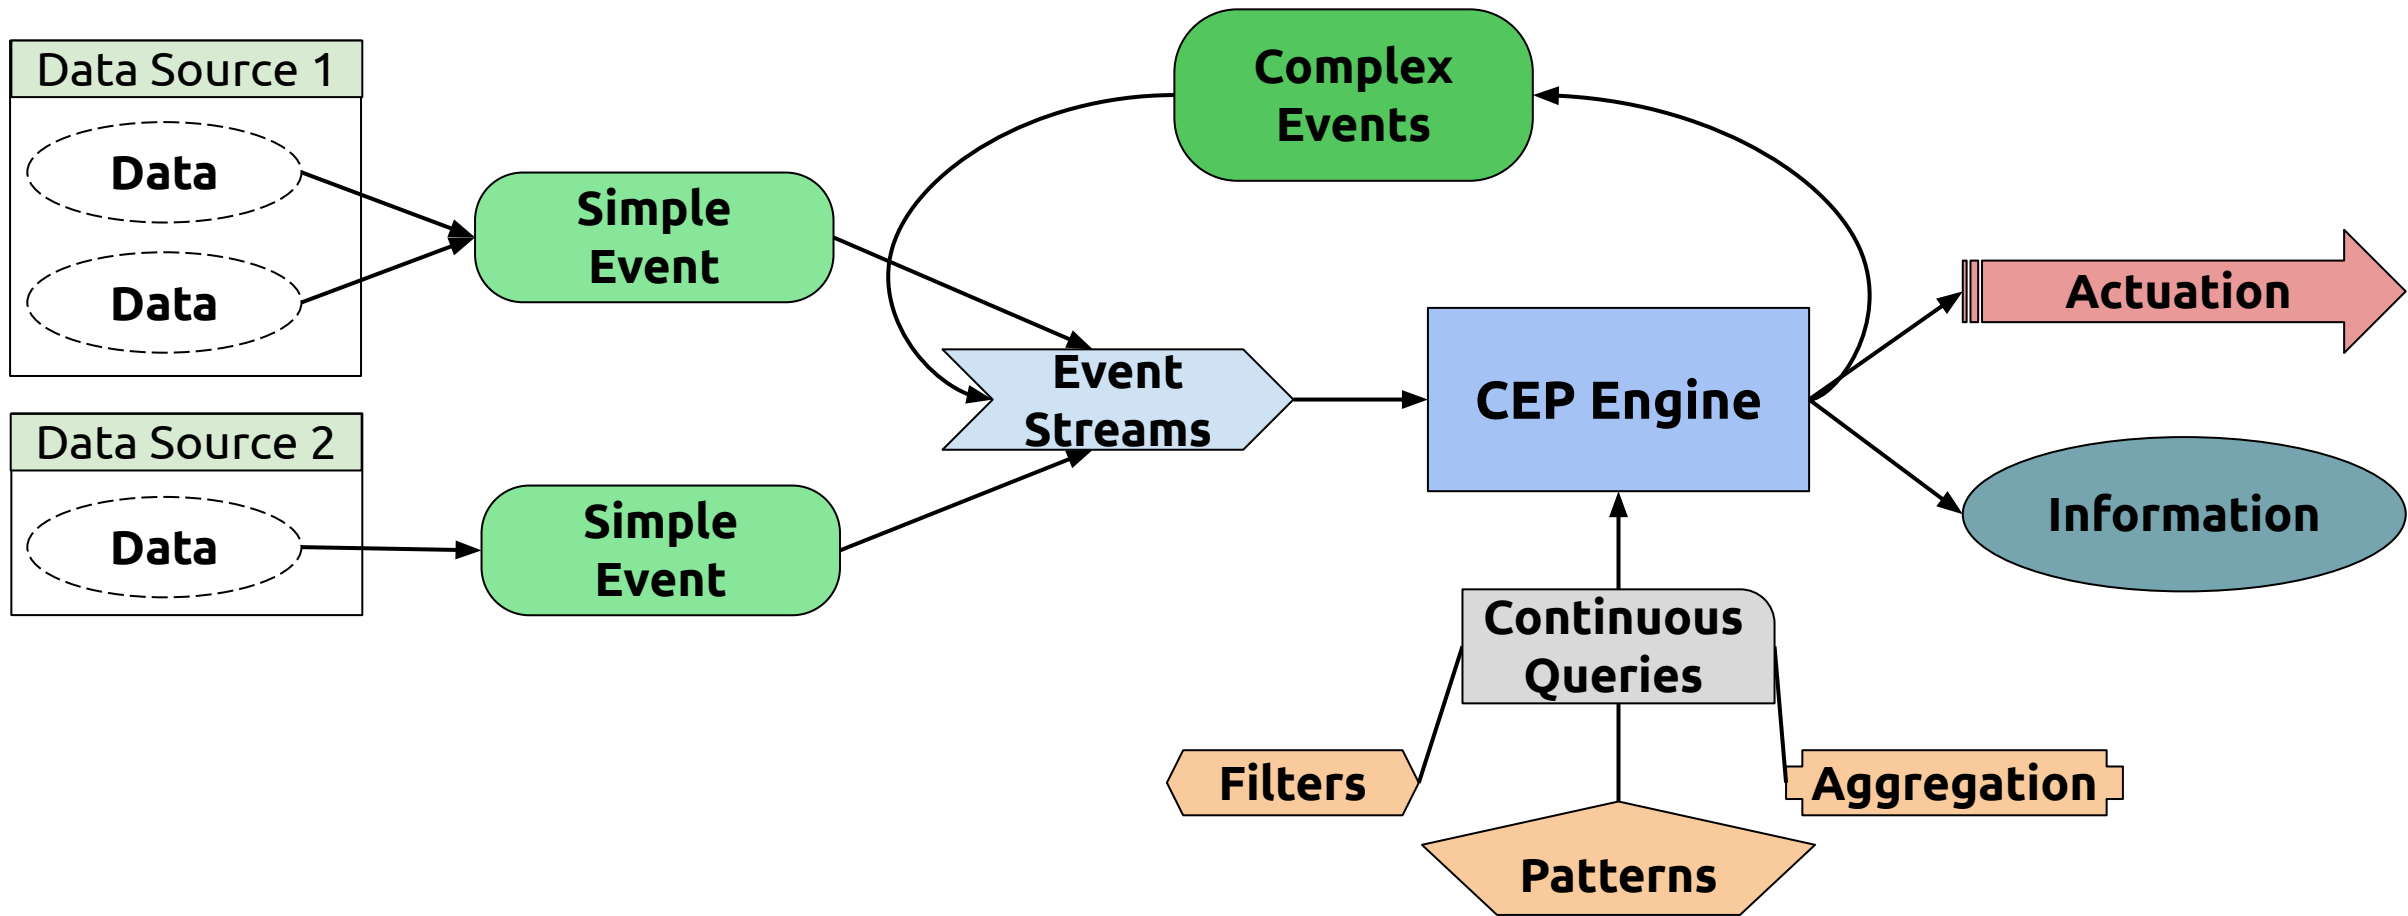 Data Source 1
Data
Data
Data Source 2
Data
Simple
Event
Simple
Event
Complex
Events
Event
Streams
CEP Engine
Actuation
Information
Continuous
Queries
Filters
Patterns
Aggregation